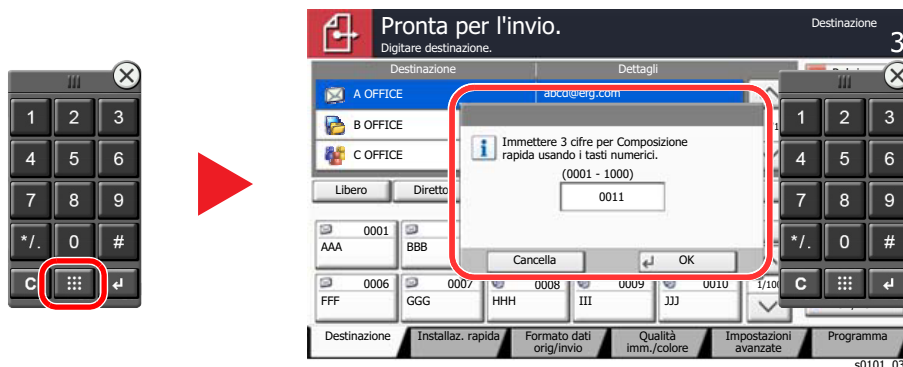 1 2 3
4 5 6
7 8 9
*/. 0 #
C
Pronta per l'invio.
Digitare destinazione.
Destinazione
3
Destinazione Dettagli
A OFFICE abcd@efg.com
B OFFICE
C OFFICE
Immettere 3 cifre per Composizione
rapida usando i tasti numerici.
(0001 - 1000)
0011
Cancella OK
Libero Diretto
0001
AAA BBB
0006 0007 0008 0009 0010 1/100
FFF GGG HHH III JJJ
1 2 3
4 5 6
7 8 9
*/. 0 #
C
Destinazione Installaz. rapida Formato dati Qualità Impostazioni Programma
orig/invio imm./colore avanzate
s0101_03